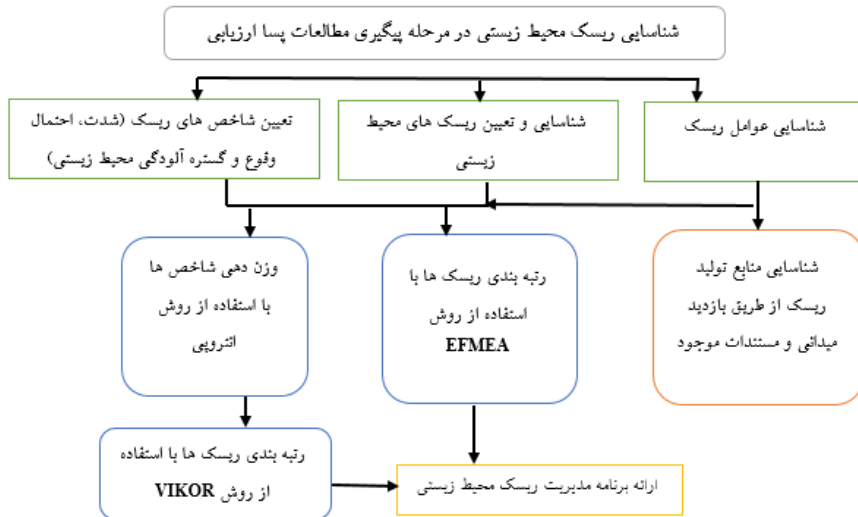 شناسایی ریسک محیط زیستی در مرحله پیگیری مطالعات پسا ارزیابی
شناسایی عوامل ریسک
شناسایی و تعیین ریسک های محیط
زیستی
تعیین شاخص های ریسک (شدت، احتمال
وقوع و گستره آلودگی محیط زیستی)
شناسایی منابع تولید
ریسک از طریق بازدید
میدانی و مستندات موجود
رتبه بندی ریسک ها با
استفاده از روش
EFMEA
وزن دهی شاخص ها
با استفاده از روش
انتروپی
رتبه بندی ریسک ها با استفاده
از روش VIKOR
ارائه برنامه مدیریت ریسک محیط زیستی